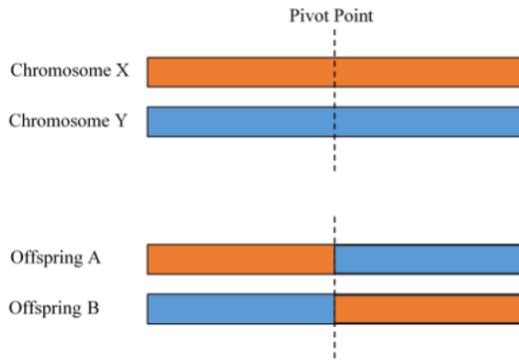 Pivot Point
Chromosome X
Chromosome Y
Offspring A
Offspring B